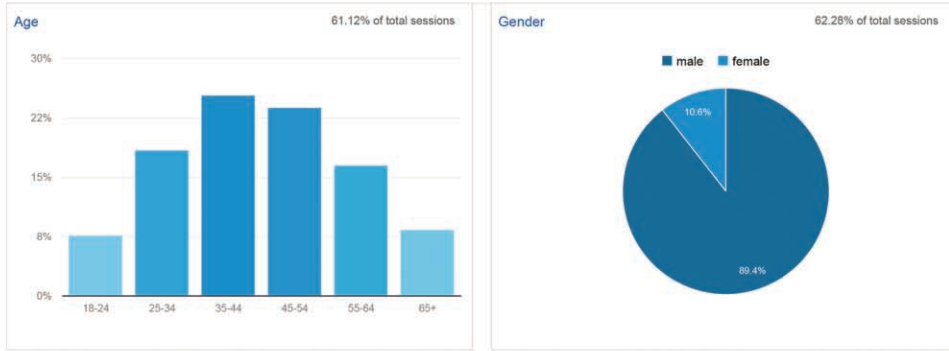 Age
61.12% of total sessions
30%
22%
15%
8%
0%
18-24 25-34 35-44 45-54 55-64 65+
Gender
62.28% of total sessions
male female
10.6%
89.4%